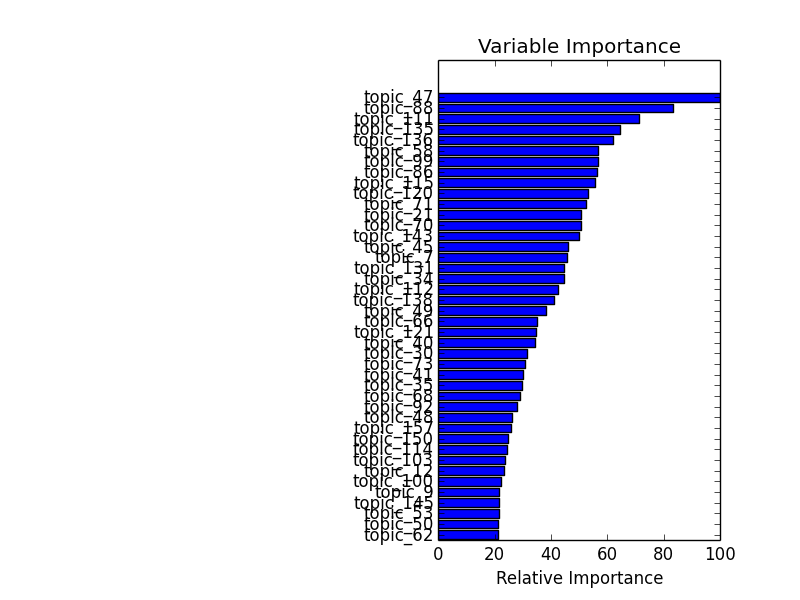 Variable Importance
topic_47
topic_88
topic_111
topic_135
topic_136
topic_58
topic_99
topic_86
topic_115
topic_120
topic_71
topic_21
topic_70
topic_143
topic_45
topic_7
topic_131
topic_34
topic_112
topic_138
topic_49
topic_66
topic_121
topic_40
topic_30
topic_73
topic_41
topic_55
topic_68
topic_92
topic_48
topic_157
topic_150
topic_114
topic_103
topic_12
topic_100
topic_9
topic_145
topic_53
topic_50
topic_62
0 20 40 60 80 100
Relative Importance